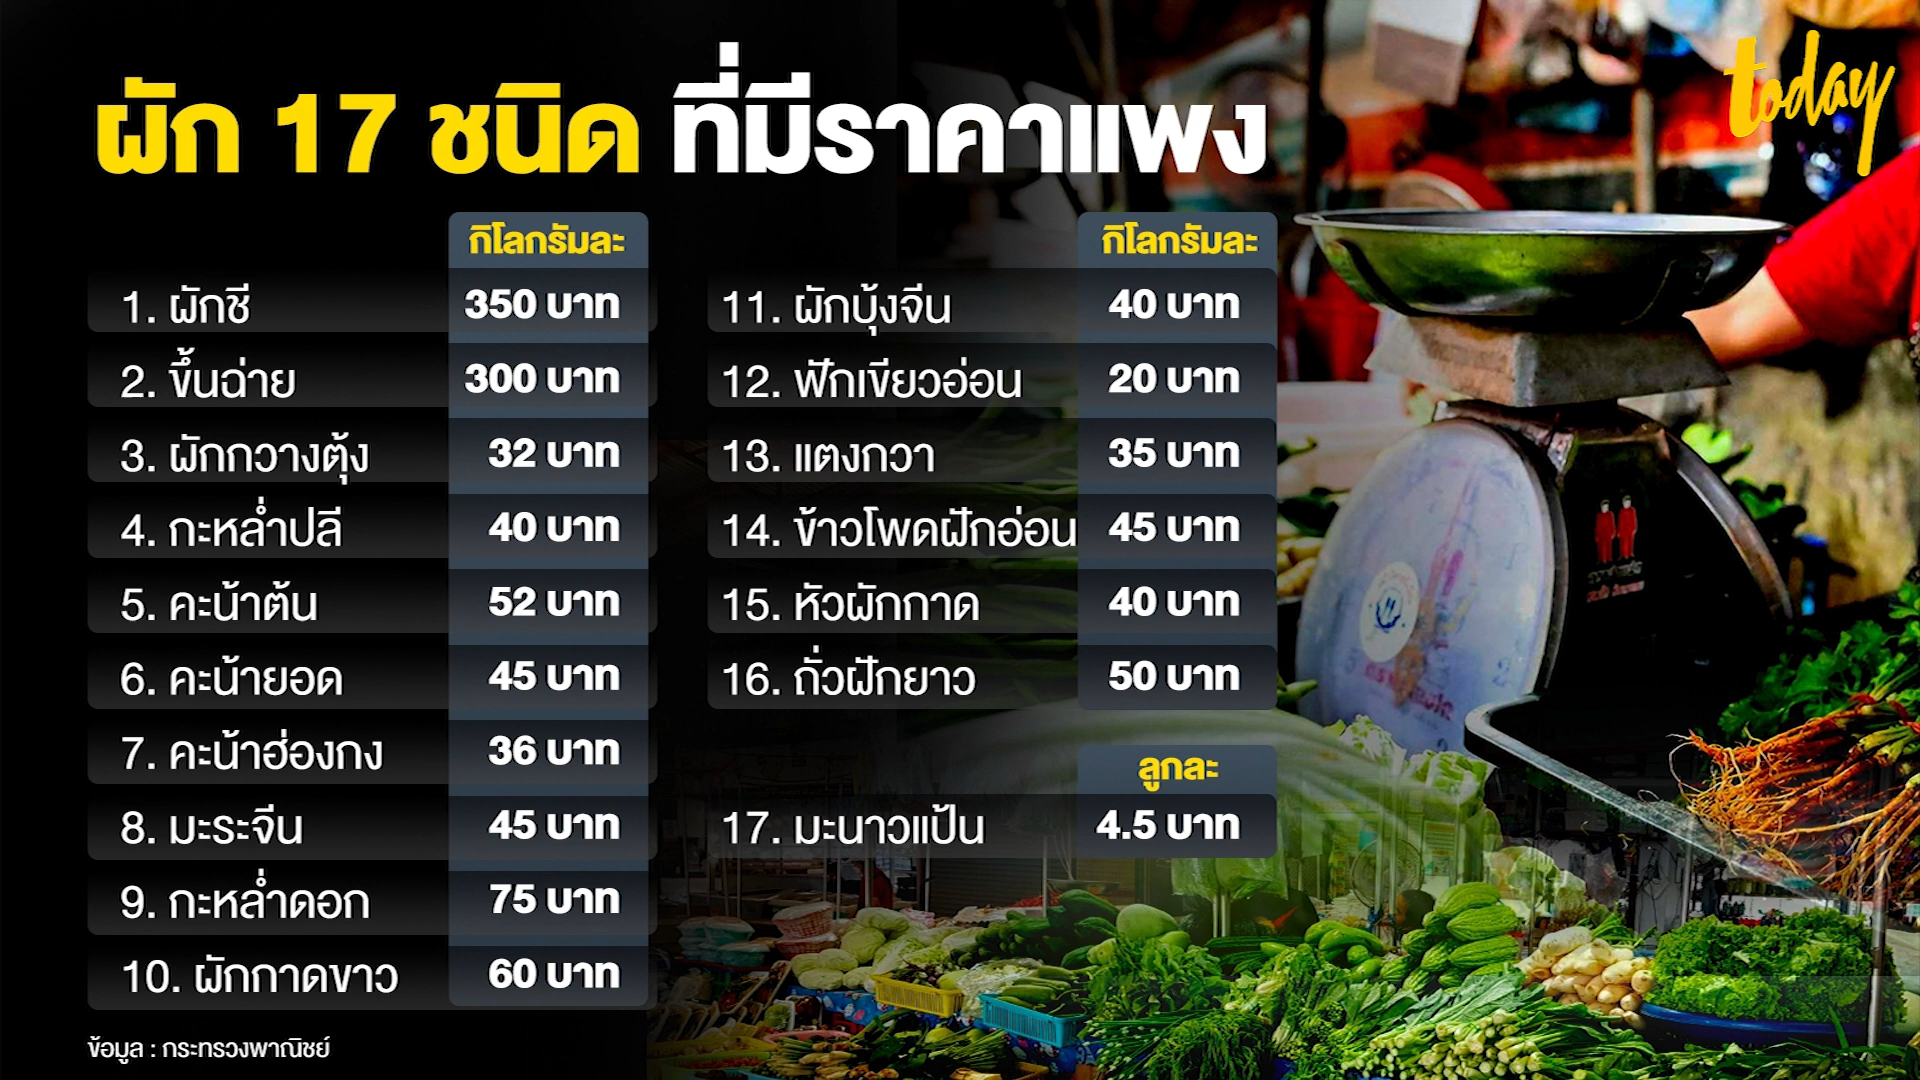 ผัก 17 ชนิด ที่มีราคาแพง
today
กิโลกรัมละ
1. ผักชี 350 บาท
2. ขึ้นฉ่าย 300 บาท
3. ผักกวางตุ้ง 32 บาท
4. กะหล่ำปลี 40 บาท
5. คะน้าต้น 52 บาท
6. คะน้ายอด 45 บาท
7. คะน้าฮ่องกง 36 บาท
8. มะระจีน 45 บาท
9. กะหล่ำดอก 75 บาท
10. ผักกาดขาว 60 บาท
กิโลกรัมละ
11. ผักบุ้งจีน 40 บาท
12. ฟักเขียวอ่อน 20 บาท
13. แตงกวา 35 บาท
14. ข้าวโพดฝักอ่อน 45 บาท
15. หัวผักกาด 40 บาท
16. ถั่วฝักยาว 50 บาท
ลูกละ
17. มะนาวแป้น 4.5 บาท
ข้อมูล : กระทรวงพาณิชย์